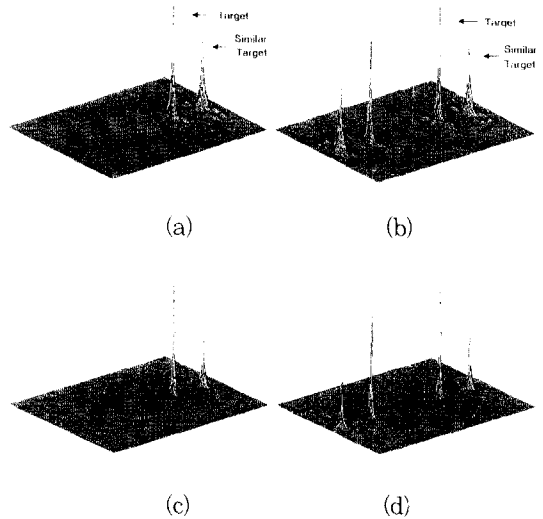 Target
Similar
Target
Target
Similar
Target
(a)
(b)
(c)
(d)